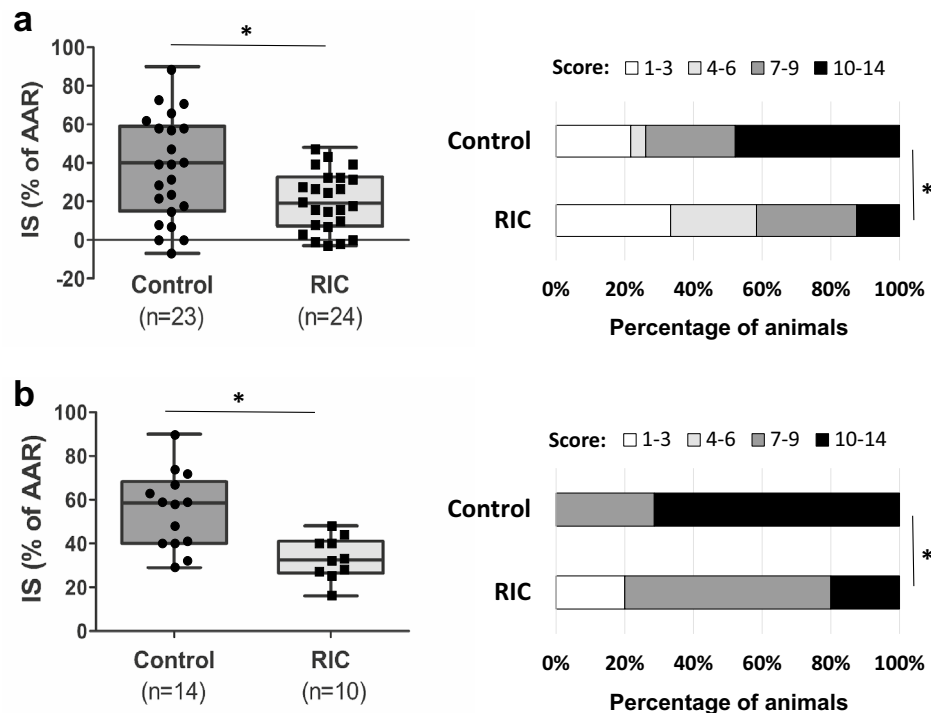 a
*
IS (% of AAR)
100
80
60
40
20
0
-20
Control
(n=23)
RIC
(n=24)
Score: 1-3 4-6 7-9 10-14
Control
RIC
*
0% 20% 40% 60% 80% 100%
Percentage of animals
b
*
IS (% of AAR)
100
80
60
40
20
0
Control
(n=14)
RIC
(n=10)
Score: 1-3 4-6 7-9 10-14
Control
RIC
*
0% 20% 40% 60% 80% 100%
Percentage of animals